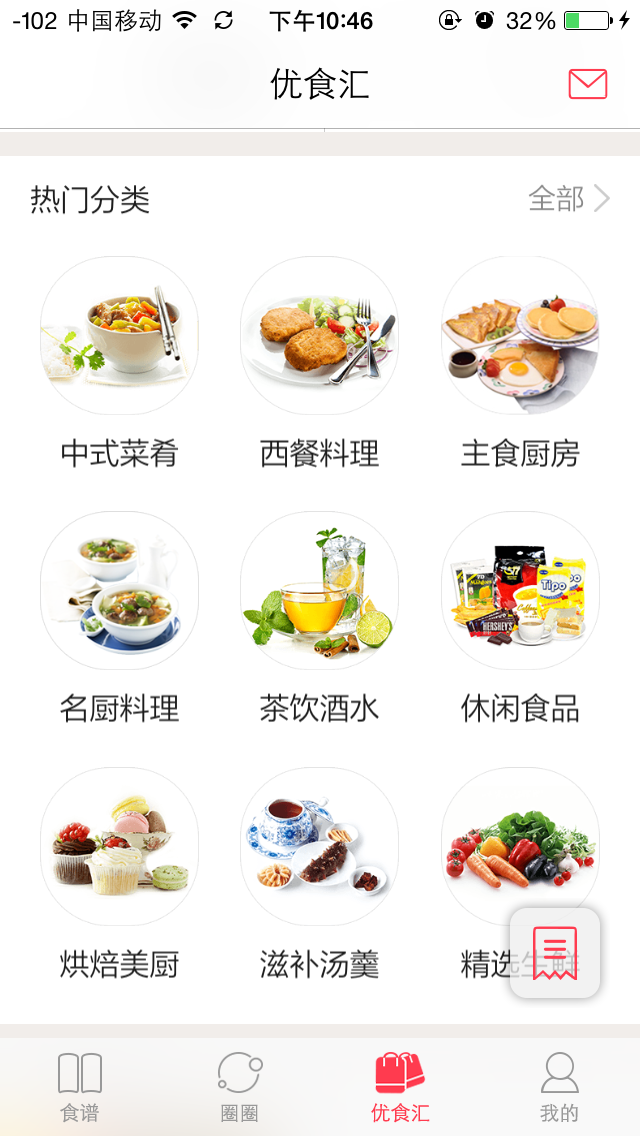 -102 中国移动 下午10:46 32%
优食汇
热门分类 全部
中式菜肴 西餐料理 主食厨房
名厨料理 茶饮酒水 休闲食品
Tipo
HERSHEY'S
烘焙美厨 滋补汤羹 精选生鲜
食谱 圈圈 优食汇 我的